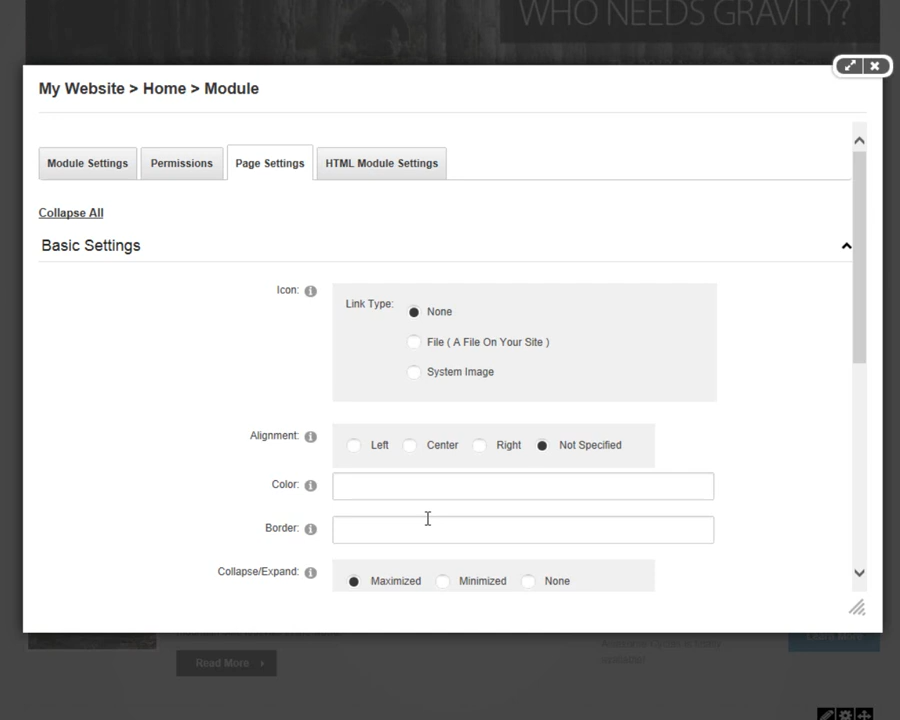 WHO NEEDS GRAVITY?
My Website > Home > Module
Module Settings
Permissions
Page Settings
HTML Module Settings
Collapse All
Basic Settings
Icon:
Link Type:
None
File ( A File On Your Site )
System Image
Alignment:
Left
Center
Right
Not Specified
Color:
Border:
Collapse/Expand:
Maximized
Minimized
None
Learn More
Read More